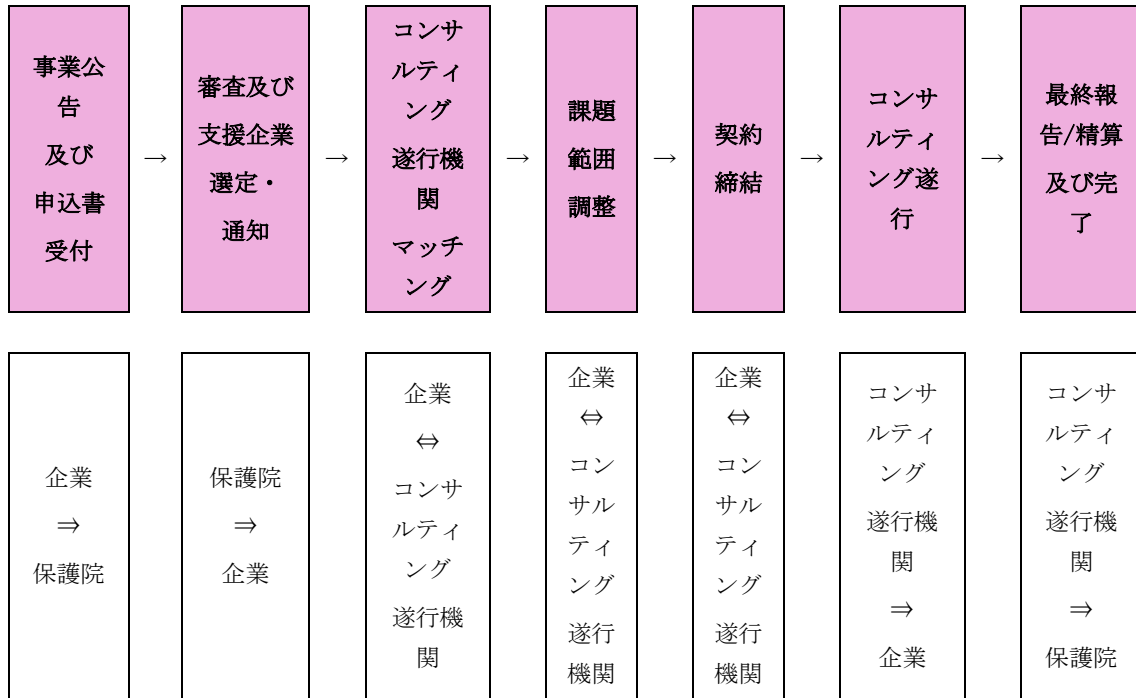 事業公
告
及び
申込書
受付
→
審査及び
支援企業
選定・
通知
→
コンサ
ルティ
ング
遂行機
関
マッチ
ング
→
課題
範囲
調整
→
契約
締結
→
コンサ
ルティ
ング遂
行
→
最終報
告/精算
及び完
了
企業
⇒
保護院
保護院
⇒
企業
企業
⇔
コンサ
ルティ
ング
遂行機
関
企業
⇔
コン
サル
ティ
ング
遂行
機関
企業
⇔
コン
サル
ティ
ング
遂行
機関
コンサ
ルティ
ング
遂行機
関
⇒
企業
コンサ
ルティ
ング
遂行機
関
⇒
保護院